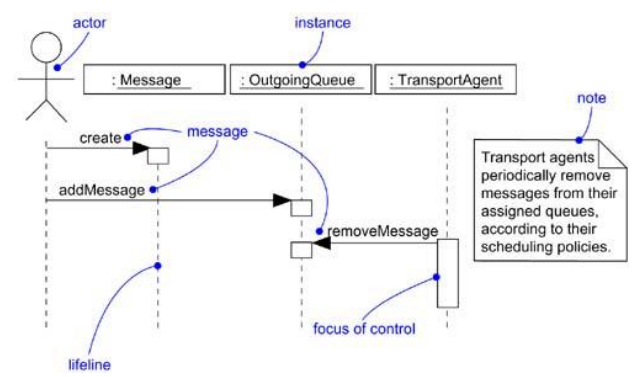 actor
instance
: Message
: OutgoingQueue
: TransportAgent
note
create
message
Transport agents
periodically remove
messages from their
assigned queues,
according to their
scheduling policies.
addMessage
removeMessage
focus of control
lifeline